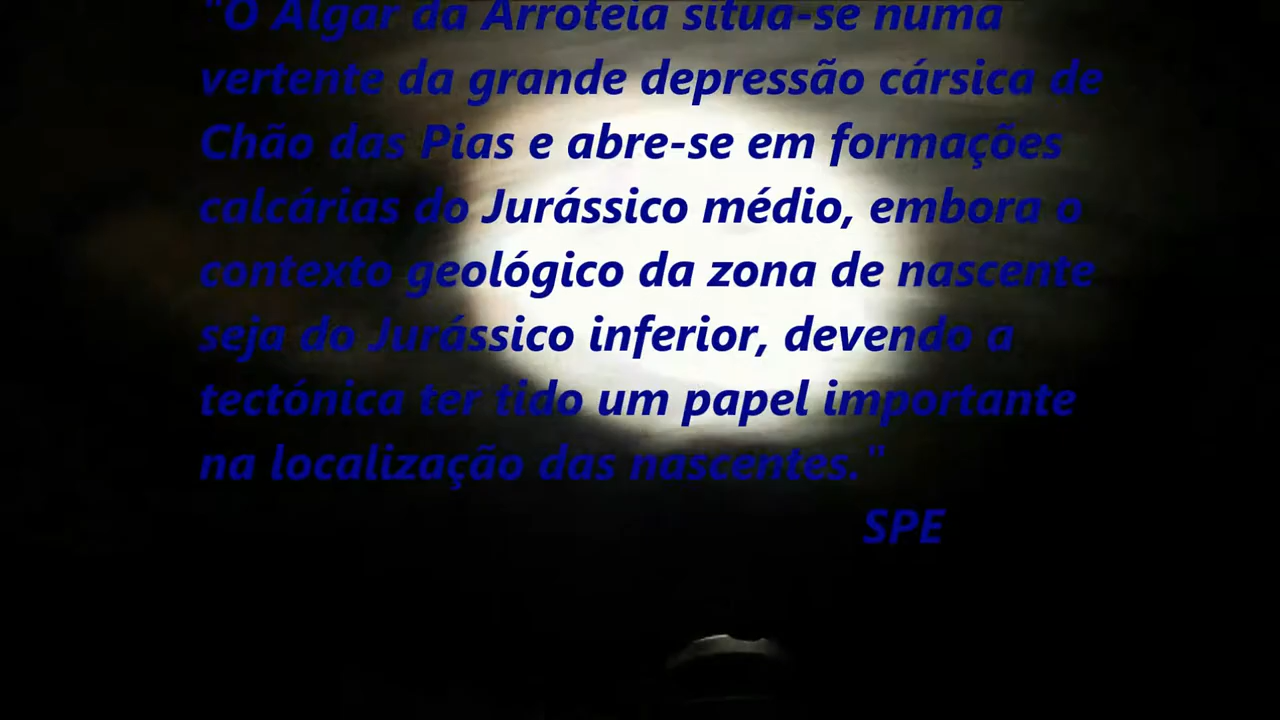 "O Algar da Arroteia situa-se numa
vertente da grande depressão cársica de
Chão das Pias e abre-se em formações
calcárias do Jurássico médio, embora o
contexto geológico da zona de nascente
seja do Jurássico inferior, devendo a
tectónica ter tido um papel importante
na localização das nascentes."
SPE